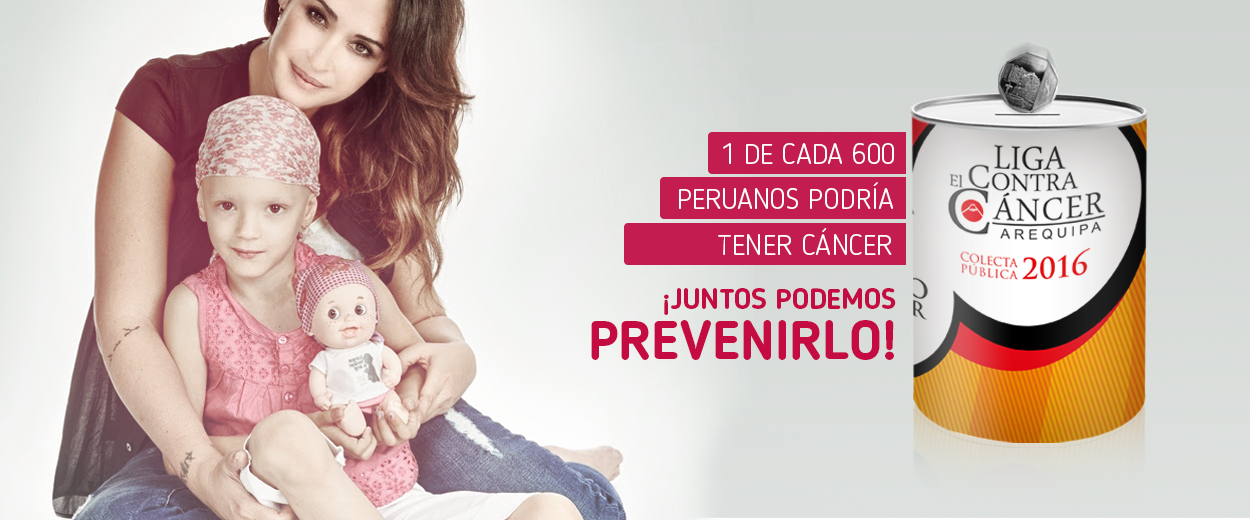 1 DE CADA 600
PERUANOS PODRÍA
TENER CÁNCER
¡JUNTOS PODEMOS
PREVENIRLO!
LIGA
EL CONTRA
CÁNCER
AREQUIPA
COLECTA
PÚBLICA 2016